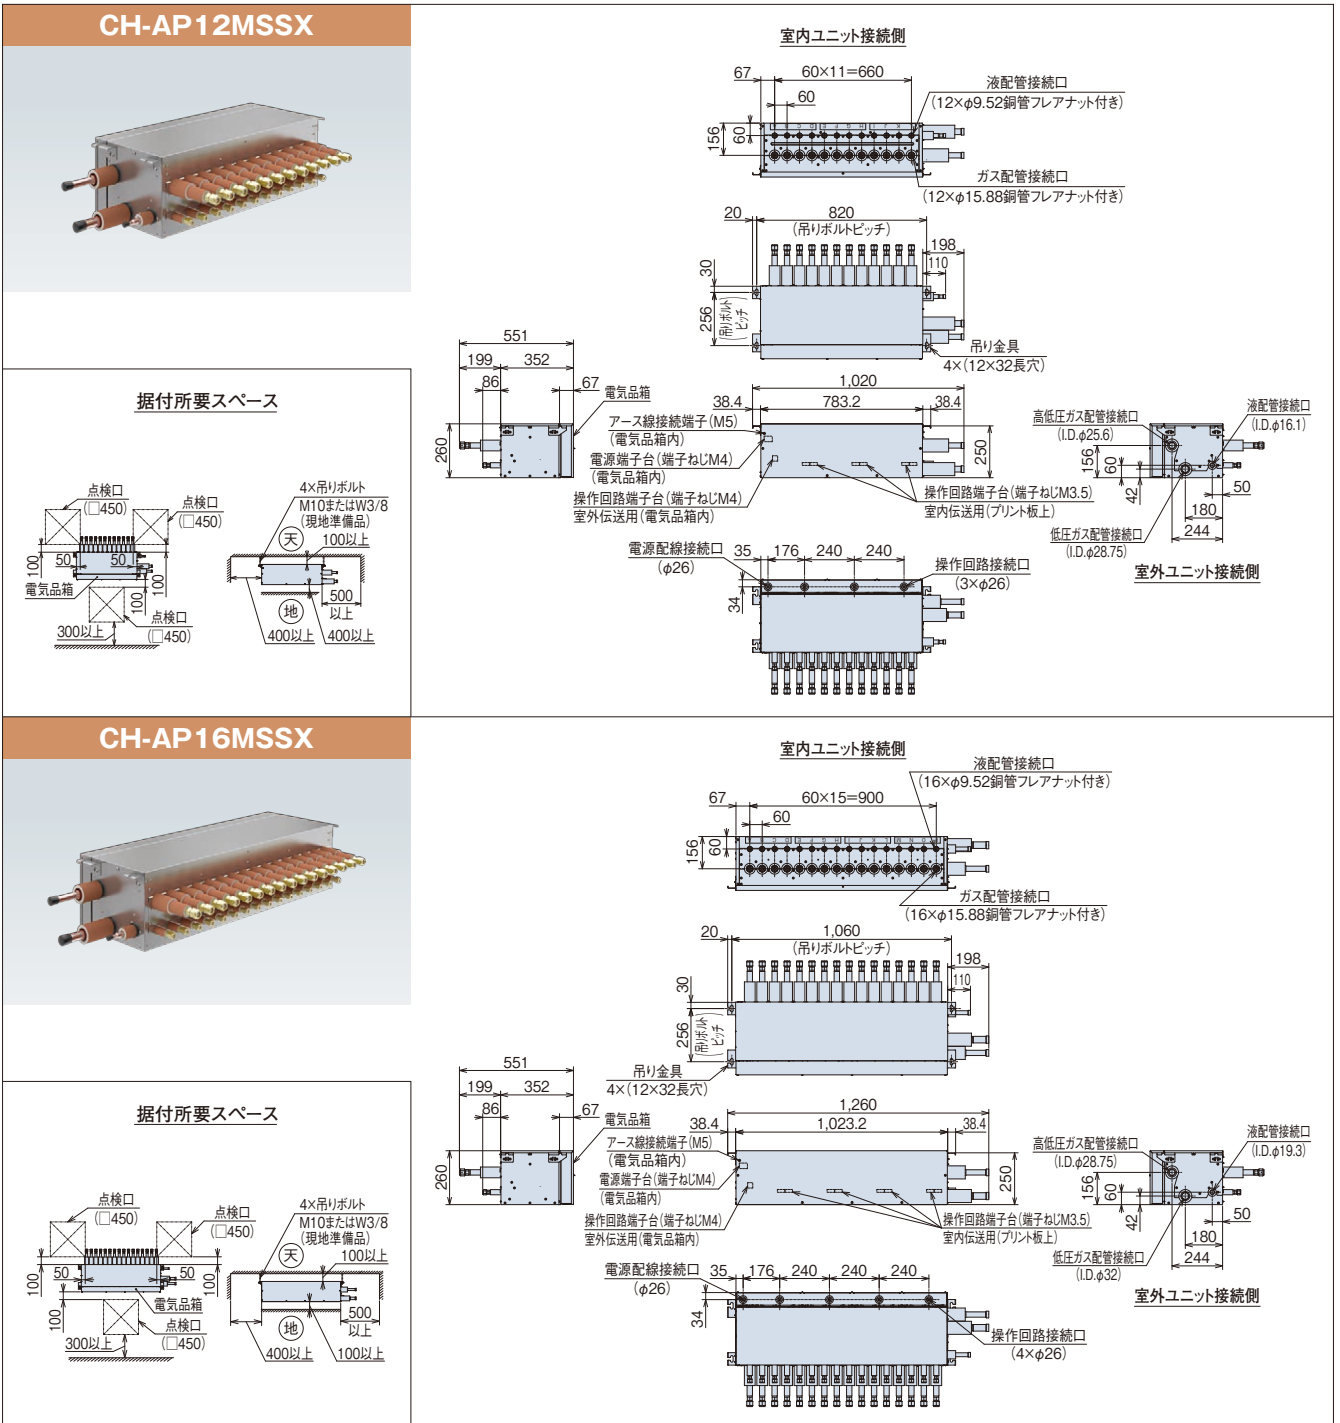 CH-AP12MSSX
室内ユニット接続側
67
60×11=660
60
液配管接続口
(12×φ9.52銅管フレアナット付き)
156
60
ガス配管接続口
(12×φ15.88銅管フレアナット付き)
20
820
(吊りボルトピッチ)
198
110
30
256
(吊りボルト
ピッチ)
吊り金具
4×(12×32長穴)
551
199
352
86
67
電気品箱
260
1,020
38.4
783.2
38.4
アース線接続端子(M5)
(電気品箱内)
電源端子台(端子ねじM4)
(電気品箱内)
操作回路端子台(端子ねじM4)
室外伝送用(電気品箱内)
250
操作回路端子台(端子ねじM3.5)
室内伝送用(プリント板上)
高低圧ガス配管接続口
(I.D.φ25.6)
液配管接続口
(I.D.φ16.1)
156
60
42
50
180
244
低圧ガス配管接続口
(I.D.φ28.75)
室外ユニット接続側
電源配線接続口
(φ26)
35
176
240
240
操作回路接続口
(3×φ26)
34
据付所要スペース
点検口
(□450)
点検口
(□450)
100
50
50
100
電気品箱
100
点検口
(□450)
300以上
4×吊りボルト
M10またはW3/8
(現地準備品)
天
100以上
500
以上
地
400以上
400以上
CH-AP16MSSX
室内ユニット接続側
67
60×15=900
60
液配管接続口
(16×φ9.52銅管フレアナット付き)
156
60
ガス配管接続口
(16×φ15.88銅管フレアナット付き)
20
1,060
(吊りボルトピッチ)
198
110
30
256
(吊りボルト
ピッチ)
吊り金具
4×(12×32長穴)
551
199
352
86
67
電気品箱
260
1,260
38.4
1,023.2
38.4
アース線接続端子(M5)
(電気品箱内)
電源端子台(端子ねじM4)
(電気品箱内)
操作回路端子台(端子ねじM4)
室外伝送用(電気品箱内)
250
操作回路端子台(端子ねじM3.5)
室内伝送用(プリント板上)
高低圧ガス配管接続口
(I.D.φ28.75)
液配管接続口
(I.D.φ19.3)
156
60
42
50
180
244
低圧ガス配管接続口
(I.D.φ32)
室外ユニット接続側
電源配線接続口
(φ26)
35
176
240
240
240
操作回路接続口
(4×φ26)
34
据付所要スペース
点検口
(□450)
点検口
(□450)
100
50
50
100
電気品箱
100
点検口
(□450)
300以上
4×吊りボルト
M10またはW3/8
(現地準備品)
天
100以上
500
以上
地
400以上
100以上